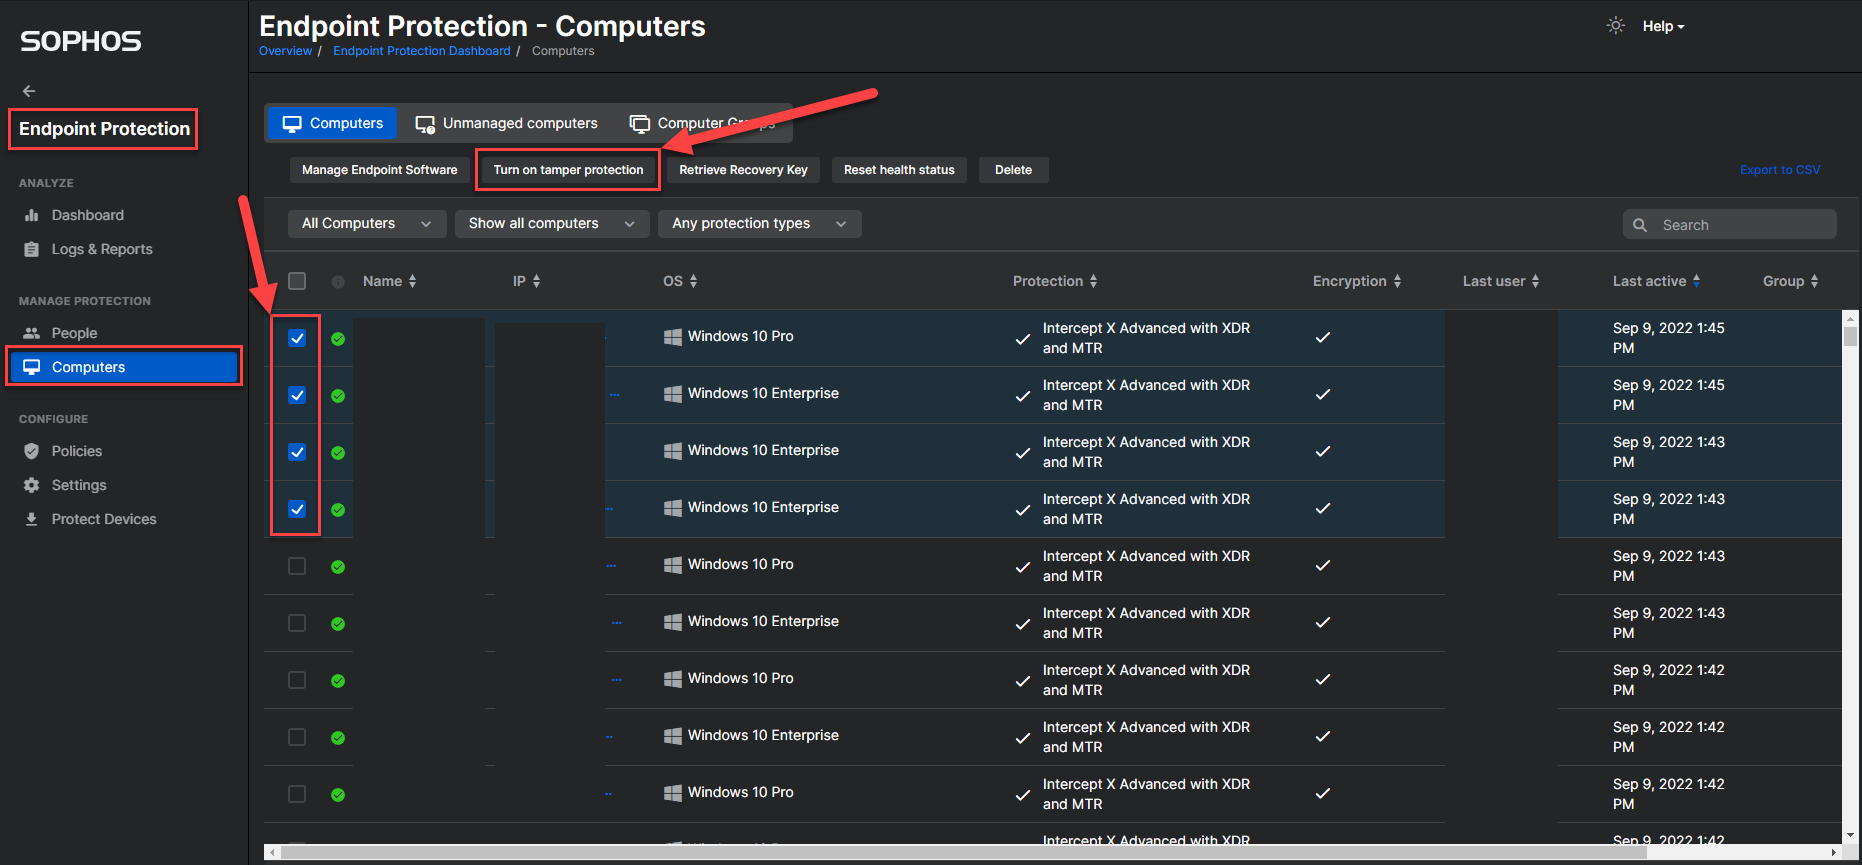 SOPHOS
Endpoint Protection
ANALYZE
Dashboard
Logs & Reports
MANAGE PROTECTION
People
Computers
CONFIGURE
Policies
Settings
Protect Devices
Endpoint Protection - Computers
Overview / Endpoint Protection Dashboard / Computers
Help
Computers Unmanaged computers Computer Groups
Manage Endpoint Software Turn on tamper protection Retrieve Recovery Key Reset health status Delete Export to CSV
All Computers Show all computers Any protection types Search
Name IP OS Protection Encryption Last user Last active Group
Windows 10 Pro Intercept X Advanced with XDR Sep 9, 2022 1:45
and MTR PM
Windows 10 Enterprise Intercept X Advanced with XDR Sep 9, 2022 1:45
and MTR PM
Windows 10 Enterprise Intercept X Advanced with XDR Sep 9, 2022 1:43
and MTR PM
Windows 10 Enterprise Intercept X Advanced with XDR Sep 9, 2022 1:43
and MTR PM
Windows 10 Pro Intercept X Advanced with XDR Sep 9, 2022 1:43
and MTR PM
Windows 10 Enterprise Intercept X Advanced with XDR Sep 9, 2022 1:43
and MTR PM
Windows 10 Pro Intercept X Advanced with XDR Sep 9, 2022 1:42
and MTR PM
Windows 10 Enterprise Intercept X Advanced with XDR Sep 9, 2022 1:42
and MTR PM
Windows 10 Pro Intercept X Advanced with XDR Sep 9, 2022 1:42
and MTR PM
Intercept X Advanced with XDR Sep 9, 2022 1:42